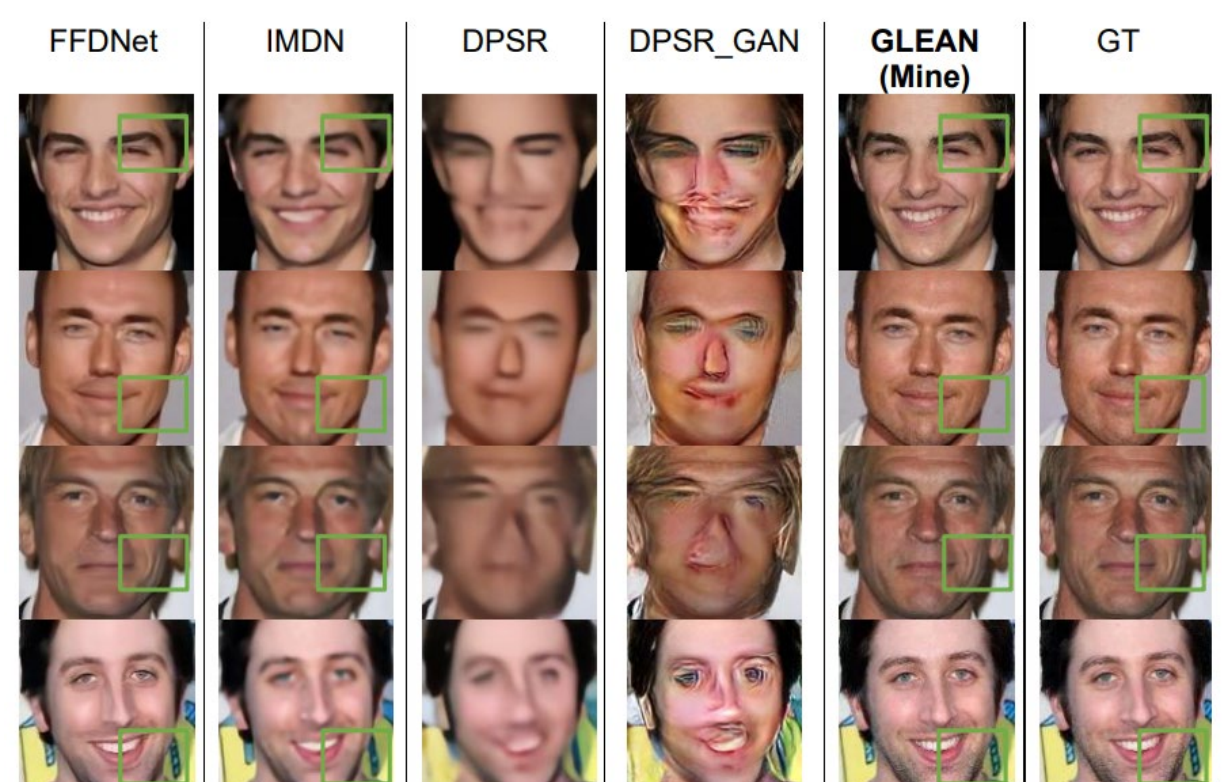 FFDNet
IMDN
DPSR
DPSR_GAN
GLEAN
(Mine)
GT